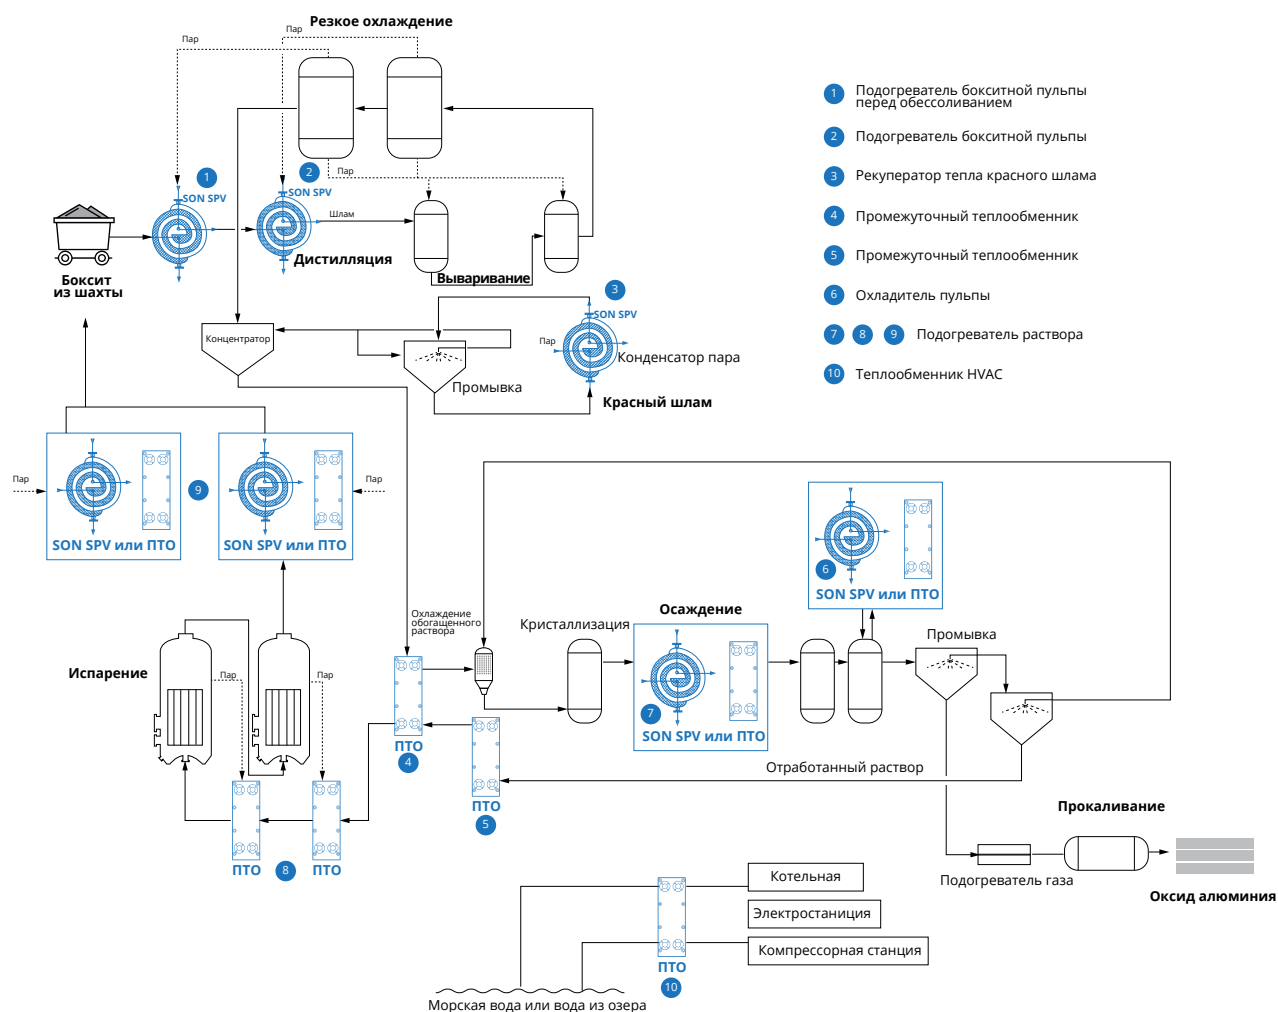 Резкое охлаждение
Пар
Пар
1
Подогреватель бокситной пульпы
перед обессоливанием
2
Подогреватель бокситной пульпы
3
Рекуператор тепла красного шлама
4
Промежуточный теплообменник
5
Промежуточный теплообменник
6
Охладитель пульпы
7
8
9
Подогреватель раствора
10
Теплообменник HVAC
1
2
Пар
SON SPV
SON SPV
Шлам
Дистилляция
Боксит
из шахты
Вываривание
3
SON SPV
Концентратор
Пар
Конденсатор пара
Промывка
Красный шлам
Пар
9
Пар
SON SPV или ПТО
SON SPV или ПТО
6
SON SPV или ПТО
Охлаждение
обогащенного
раствора
Осаждение
Кристаллизация
Промывка
Испарение
Пар
Пар
7
SON SPV или ПТО
ПТО
4
Отработанный раствор
ПТО
5
Прокаливание
ПТО
8
ПТО
Подогреватель газа
Оксид алюминия
Котельная
Электростаниция
Компрессорная станция
ПТО
10
Морская вода или вода из озера